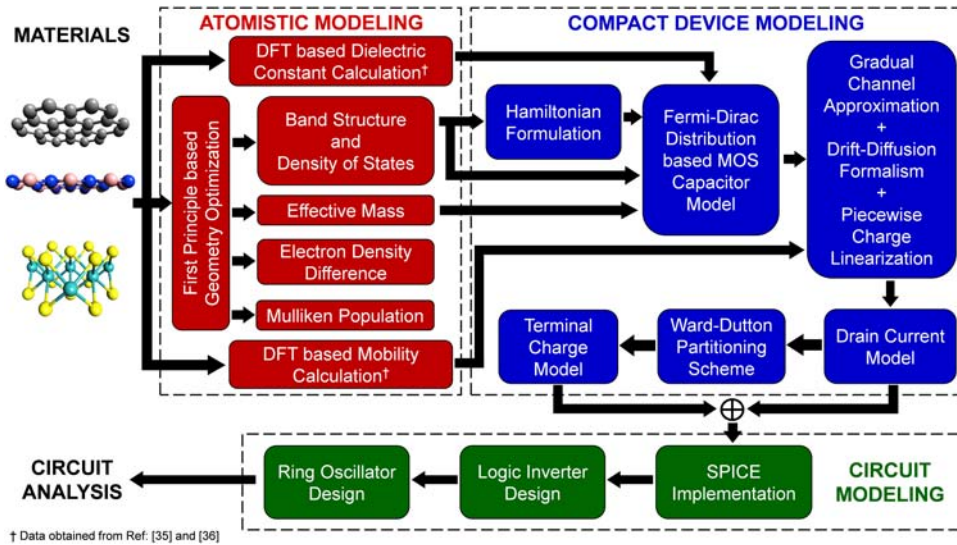 MATERIALS
ATOMISTIC MODELING
DFT based Dielectric
Constant Calculation†
First Principle based
Geometry Optimization
Band Structure
and
Density of States
Effective Mass
Electron Density
Difference
Mulliken Population
DFT based Mobility
Calculation†
COMPACT DEVICE MODELING
Hamiltonian
Formulation
Fermi-Dirac
Distribution
based MOS
Capacitor
Model
Gradual
Channel
Approximation
+
Drift-Diffusion
Formalism
+
Piecewise
Charge
Linearization
Terminal
Charge
Model
Ward-Dutton
Partitioning
Scheme
Drain Current
Model
CIRCUIT
ANALYSIS
Ring Oscillator
Design
Logic Inverter
Design
SPICE
Implementation
CIRCUIT
MODELING
† Data obtained from Ref: [35] and [36]